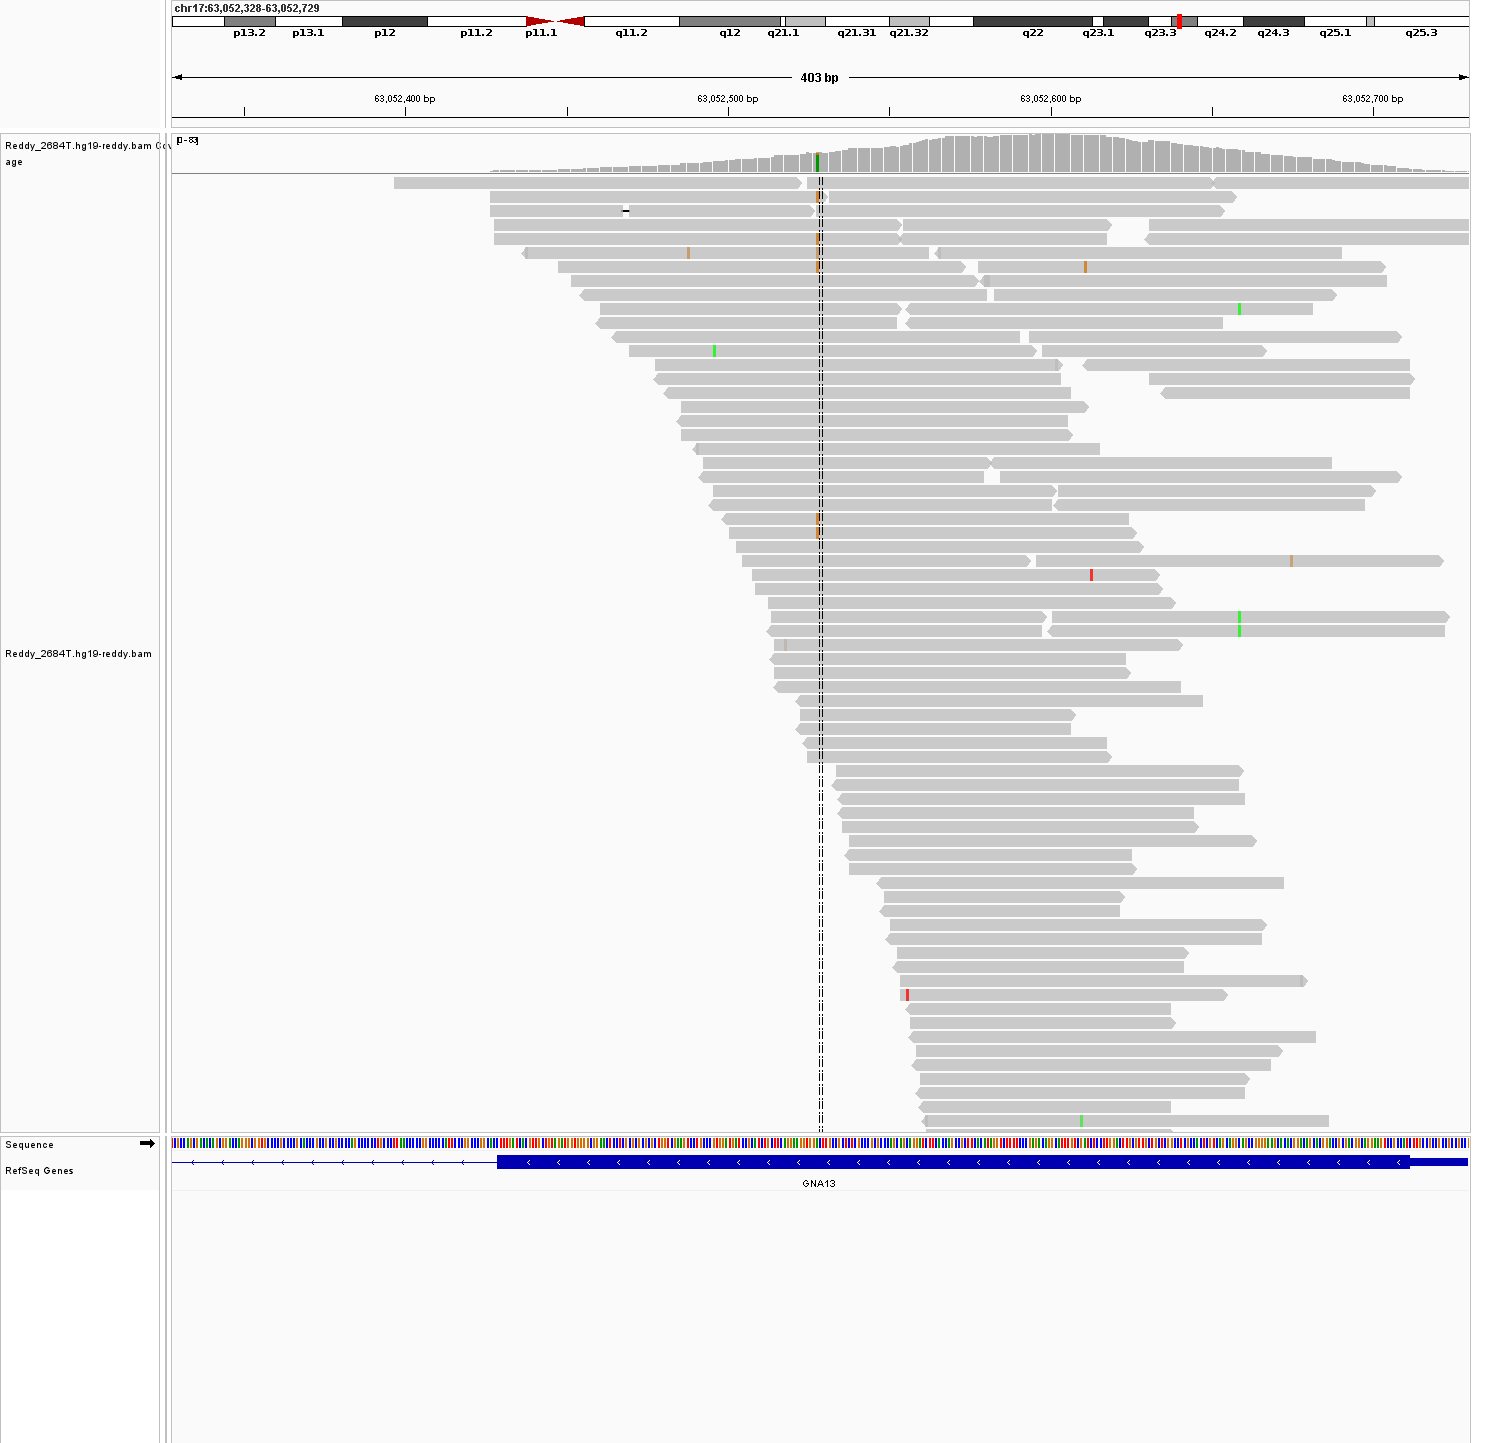 chr17:63,052,328-63,052,729
p13.2 p13.1 p12 p11.2 p11.1 q11.2 q12 q21.1 q21.31 q21.32 q22 q23.1 q23.3 q24.2 q24.3 q25.1 q25.3
403 bp
63,052,400 bp 63,052,500 bp 63,052,600 bp 63,052,700 bp
[0 - 83]
Reddy_2684T.hg19-reddy.bam Cov
age
Reddy_2684T.hg19-reddy.bam
Sequence
RefSeq Genes
GNA13